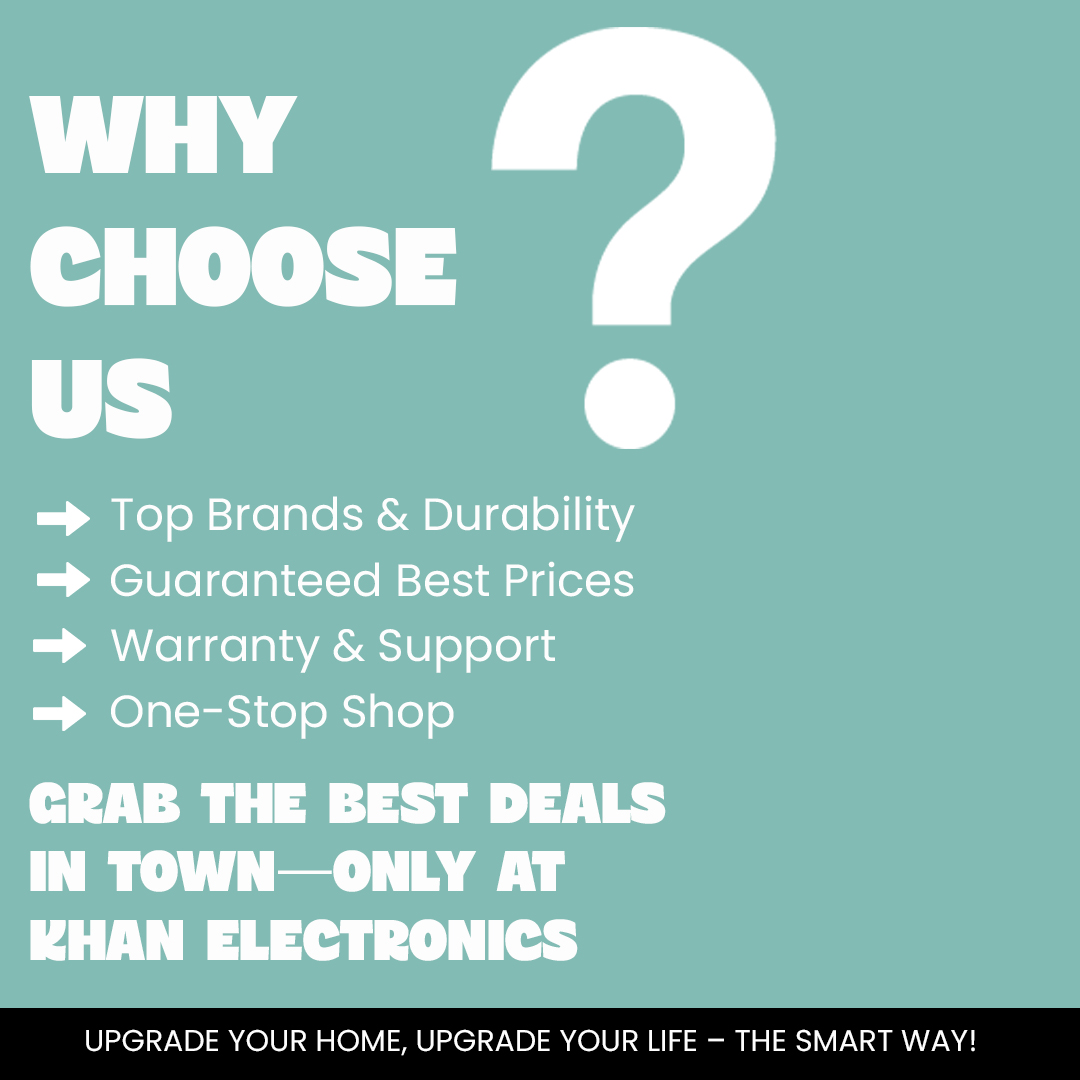 WHY
CHOOSE
US
?
Top Brands & Durability
Guaranteed Best Prices
Warranty & Support
One-Stop Shop
GRAB THE BEST DEALS
IN TOWN—ONLY AT
KHAN ELECTRONICS
UPGRADE YOUR HOME, UPGRADE YOUR LIFE – THE SMART WAY!